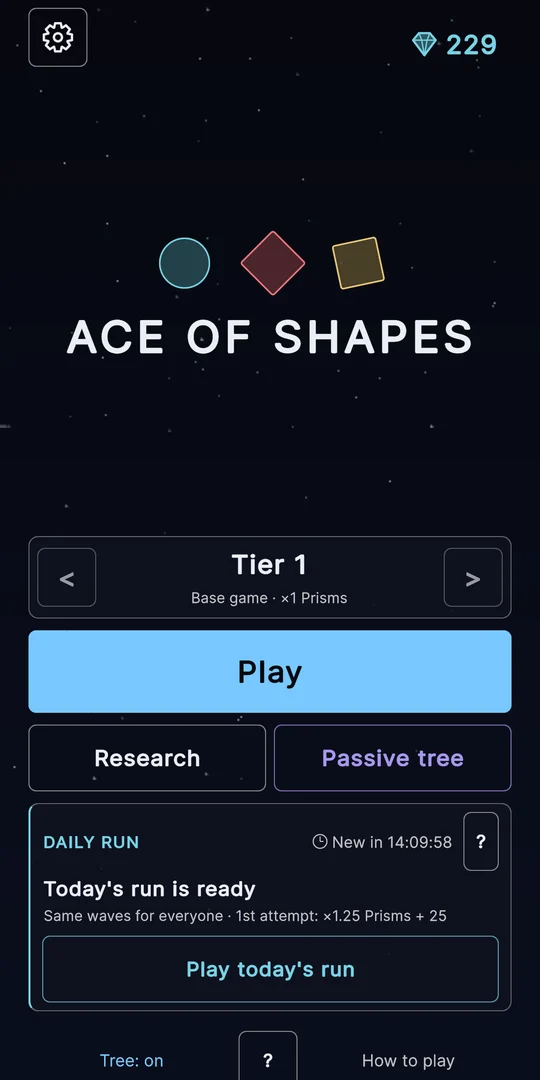 229
ACE OF SHAPES
<
Tier 1
>
Base game · ×1 Prisms
Play
Research
Passive tree
DAILY RUN
New in 14:09:58
?
Today's run is ready
Same waves for everyone · 1st attempt: ×1.25 Prisms + 25
Play today's run
Tree: on
?
How to play